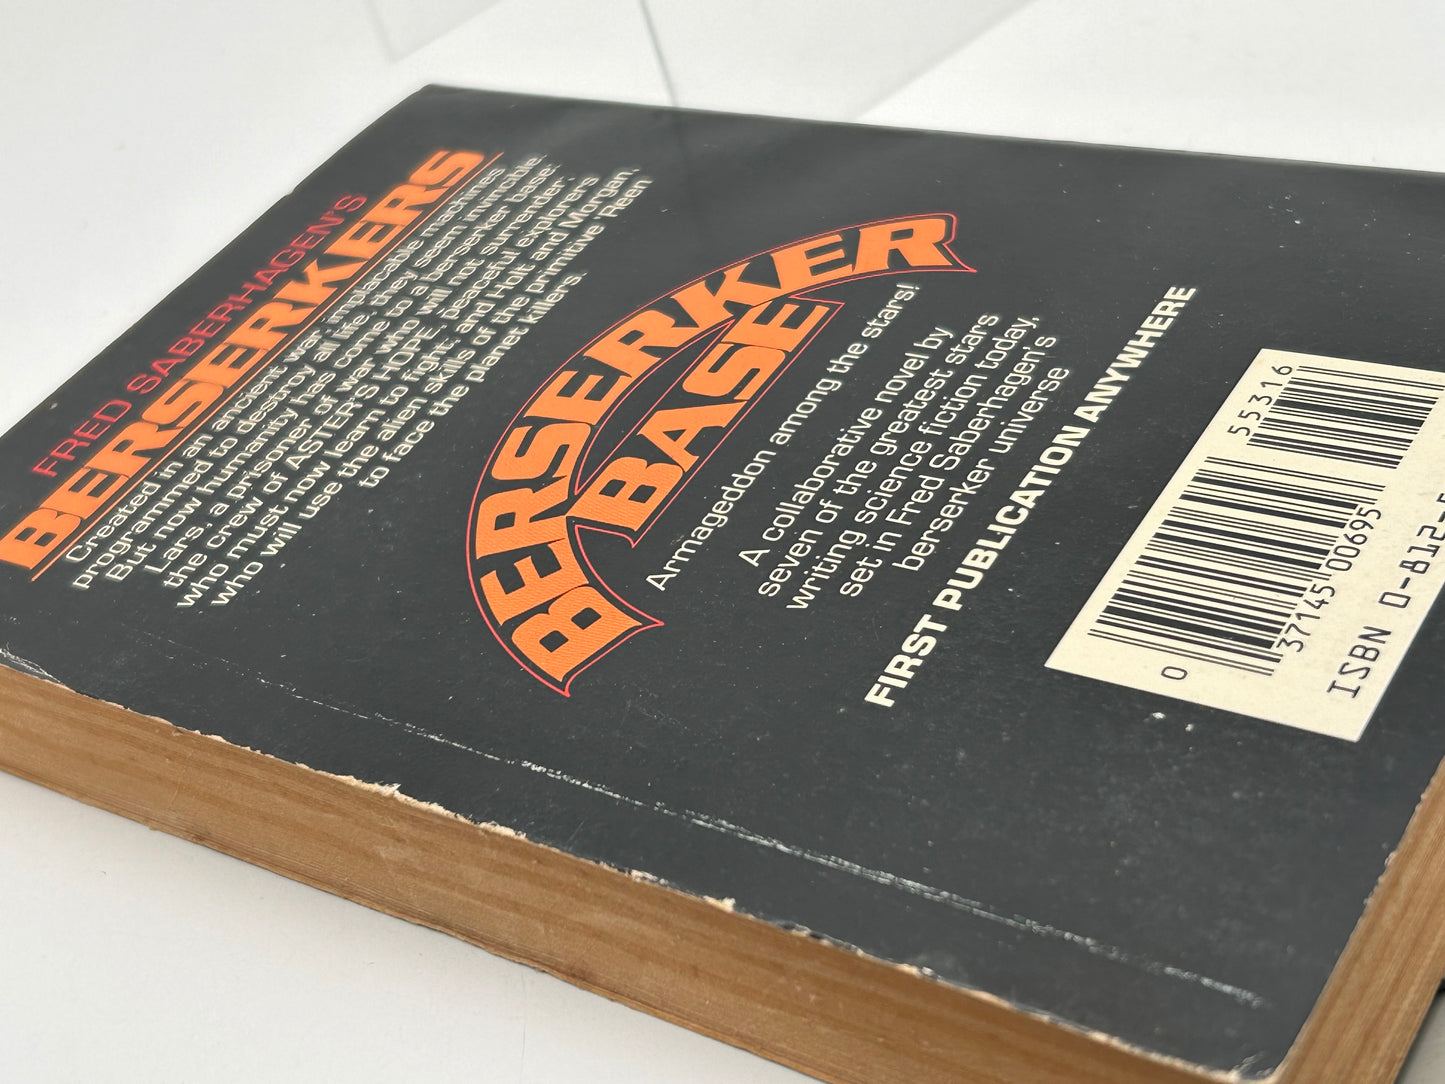 FRED SABERHAGEN'S
BERSERKERS
Created in an ancient war, implacable machines
programmed to destroy all life, they seem invincible.
But now humanity has come to a berserker base:
Lars, a prisoner of war who will not surrender;
the crew of ASTER'S HOPE, peaceful explorers
who must now learn to fight; and Holt and Morgan,
who will use the alien skills of the primitive Reen
to face the planet killers.
BERSERKER
BASE
Armageddon among the stars!
A collaborative novel by
seven of the greatest stars
writing science fiction today,
set in Fred Saberhagen's
berserker universe
FIRST PUBLICATION ANYWHERE
55316
0
37145 00695
ISBN 0-812-